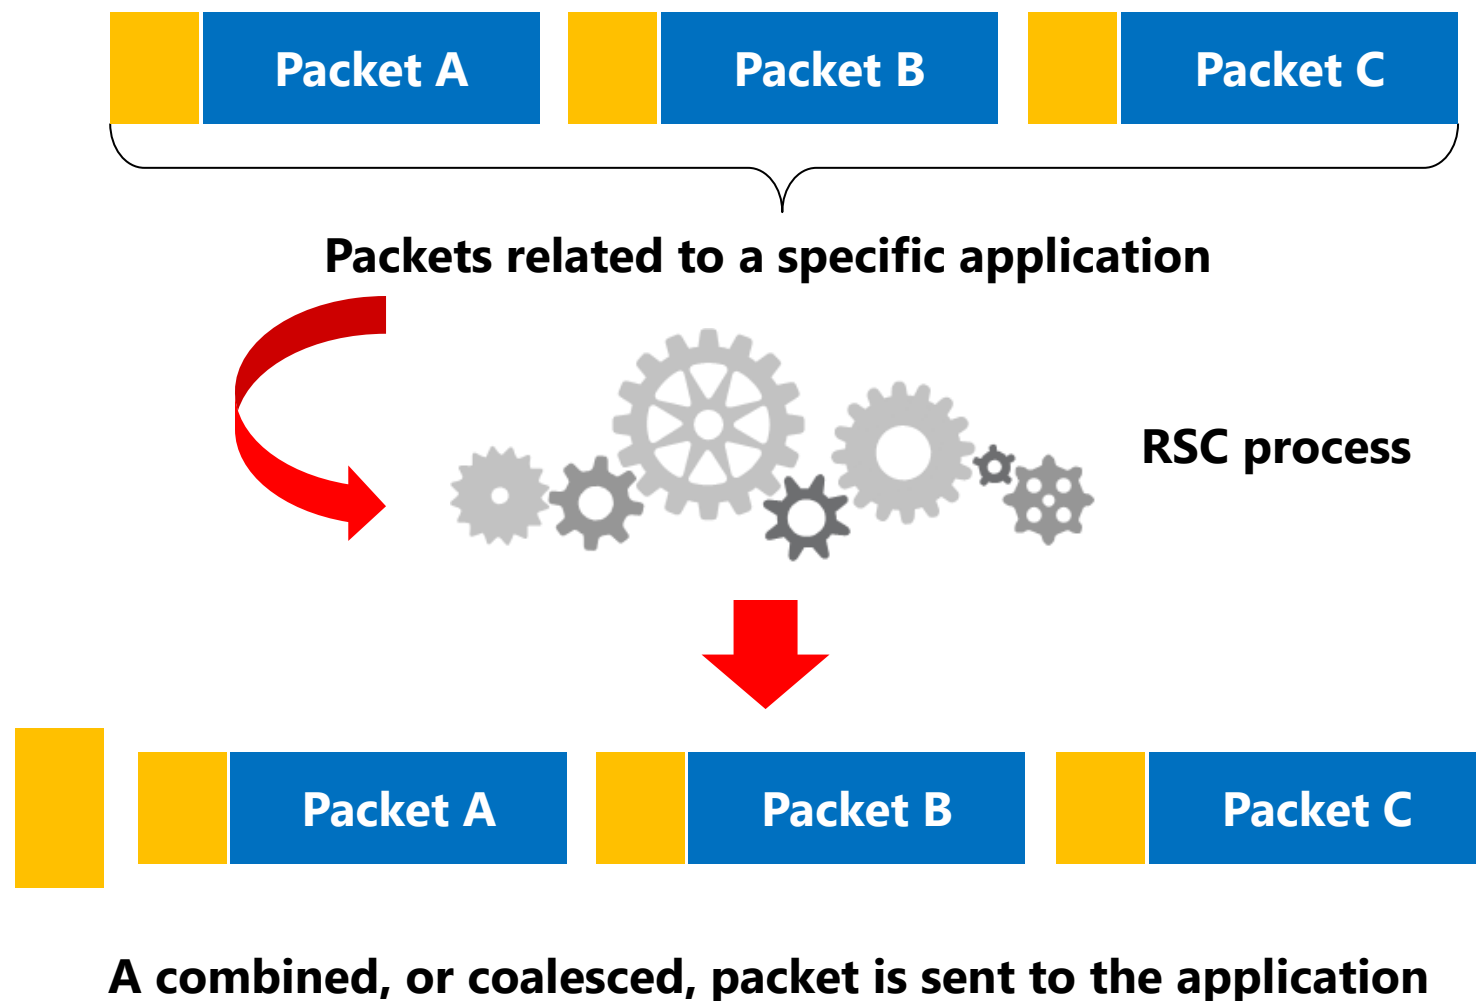 Packet A
Packet B
Packet C
Packets related to a specific application
RSC process
Packet A
Packet B
Packet C
A combined, or coalesced, packet is sent to the application